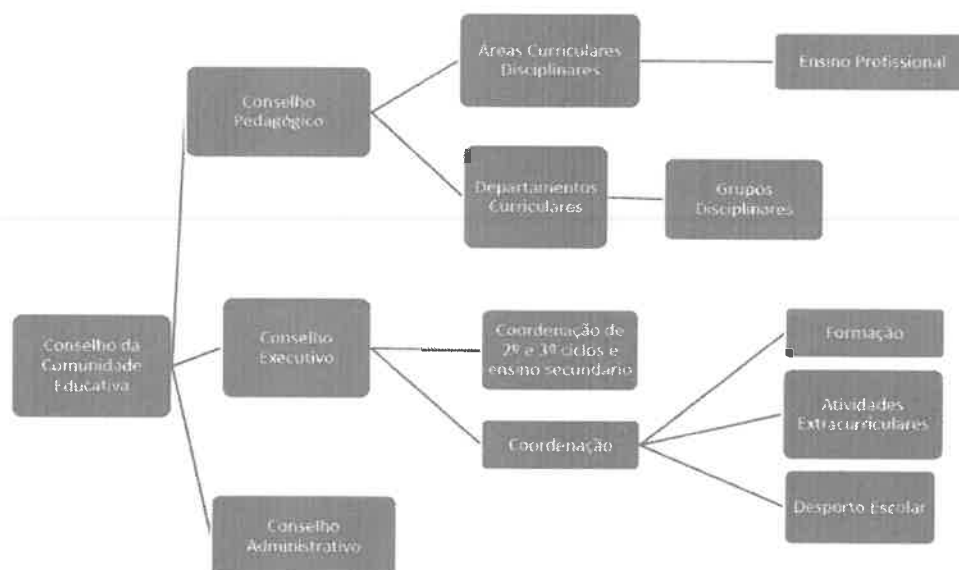 Áreas Curriculares
Disciplinares
Ensino Profissional
Conselho
Pedagógico
Departamentos
Curriculares
Grupos
Disciplinares
Conselho da
Comunidade
Educativa
Conselho
Executivo
Coordenação de
2º e 3º ciclos e
ensino secundário
Formação
Atividades
Extracurriculares
Coordenação
Desporto Escolar
Conselho
Administrativo